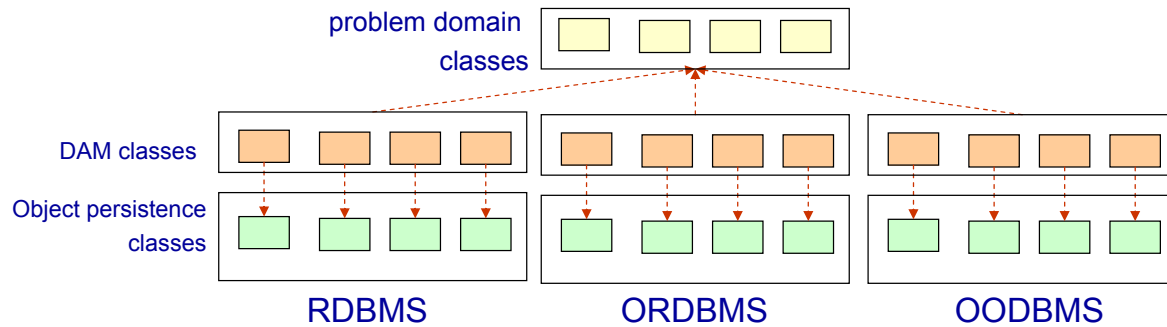 problem domain
classes
DAM classes
Object persistence
classes
RDBMS
ORDBMS
OODBMS